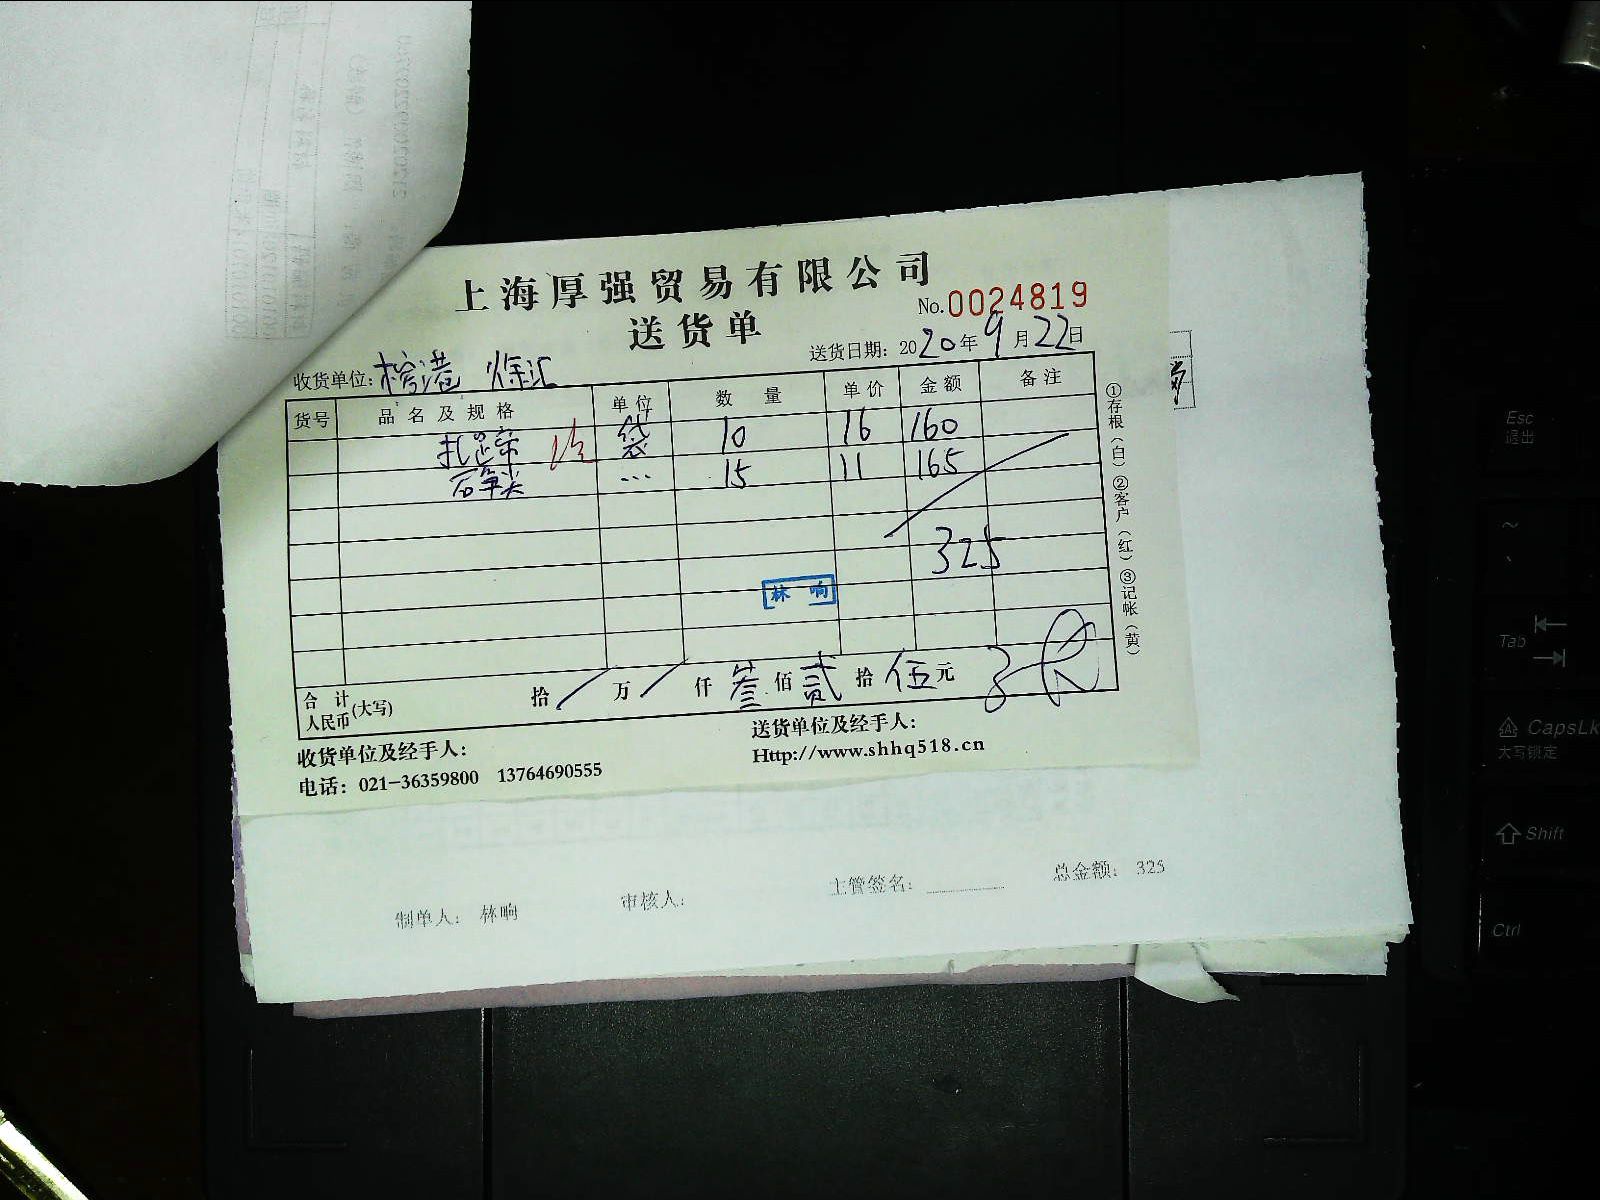 上海厚强贸易有限公司
No.0024819
送货单
送货日期: 2020年9月22日
收货单位: 榕港 徐汇
货号 品名及规格 单位 数量 单价 金额 备注
袋 10 16 160
... 15 11 165
325
林响
合计人民币(大写) 拾 / 万 / 仟 叁 佰 贰 拾 伍 元
收货单位及经手人:
送货单位及经手人:
电话: 021-36359800 13764690555
Http://www.shhq518.cn
①存根(白)②客户(红)③记帐(黄)
制单人: 林响
审核人:
主管签名:
总金额: 325
Esc
退出
~
`
Tab
CapsLk
大写锁定
Shift
Ctrl